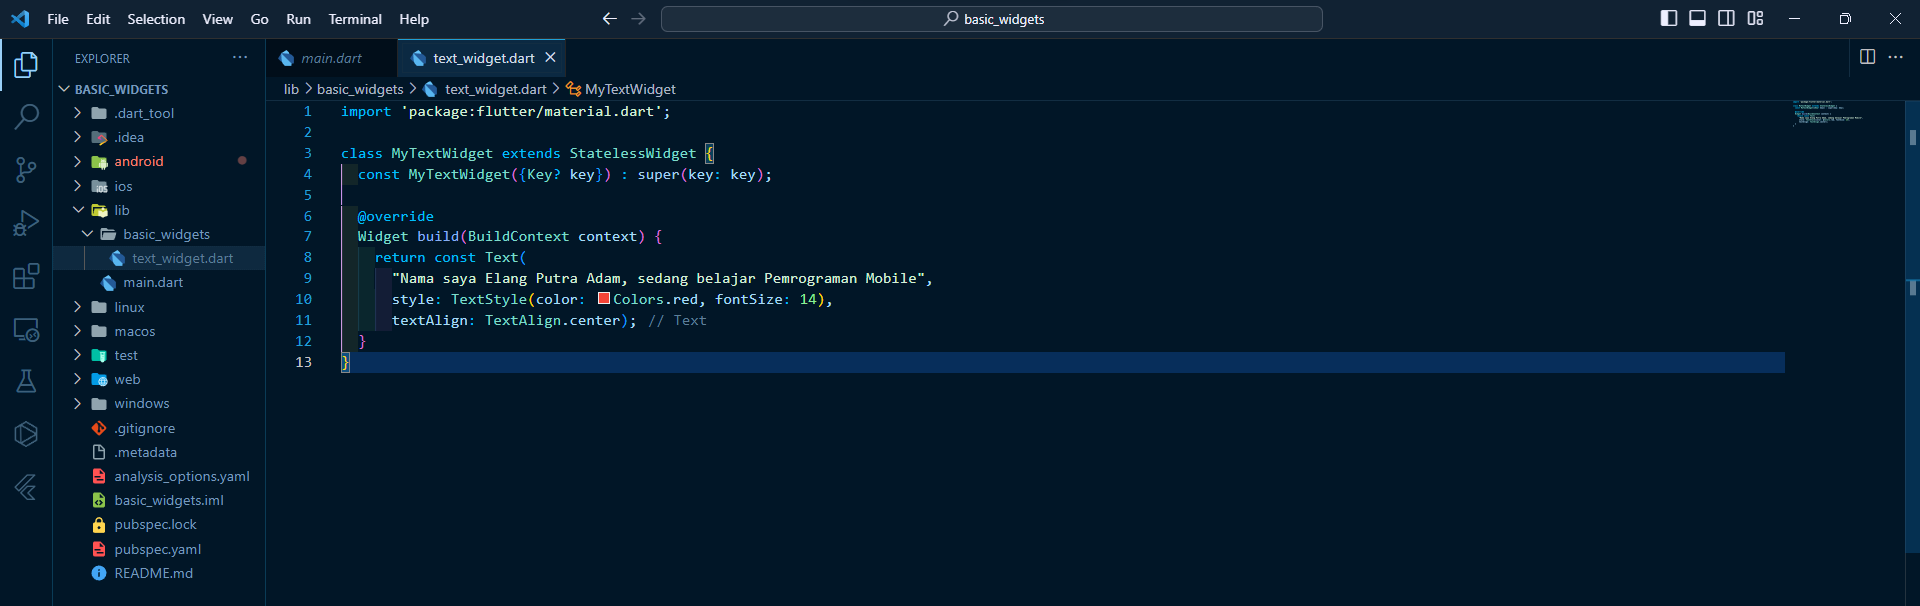 File Edit Selection View Go Run Terminal Help
basic_widgets
EXPLORER
BASIC_WIDGETS
.dart_tool
.idea
android
ios
lib
basic_widgets
text_widget.dart
main.dart
linux
macos
test
web
windows
.gitignore
.metadata
analysis_options.yaml
basic_widgets.iml
pubspec.lock
pubspec.yaml
README.md
main.dart text_widget.dart
lib > basic_widgets > text_widget.dart > MyTextWidget
1 import 'package:flutter/material.dart';
2
3 class MyTextWidget extends StatelessWidget {
4 const MyTextWidget({Key? key}) : super(key: key);
5
6 @override
7 Widget build(BuildContext context) {
8 return const Text(
9 "Nama saya Elang Putra Adam, sedang belajar Pemrograman Mobile",
10 style: TextStyle(color: Colors.red, fontSize: 14),
11 textAlign: TextAlign.center); // Text
12 }
13 }